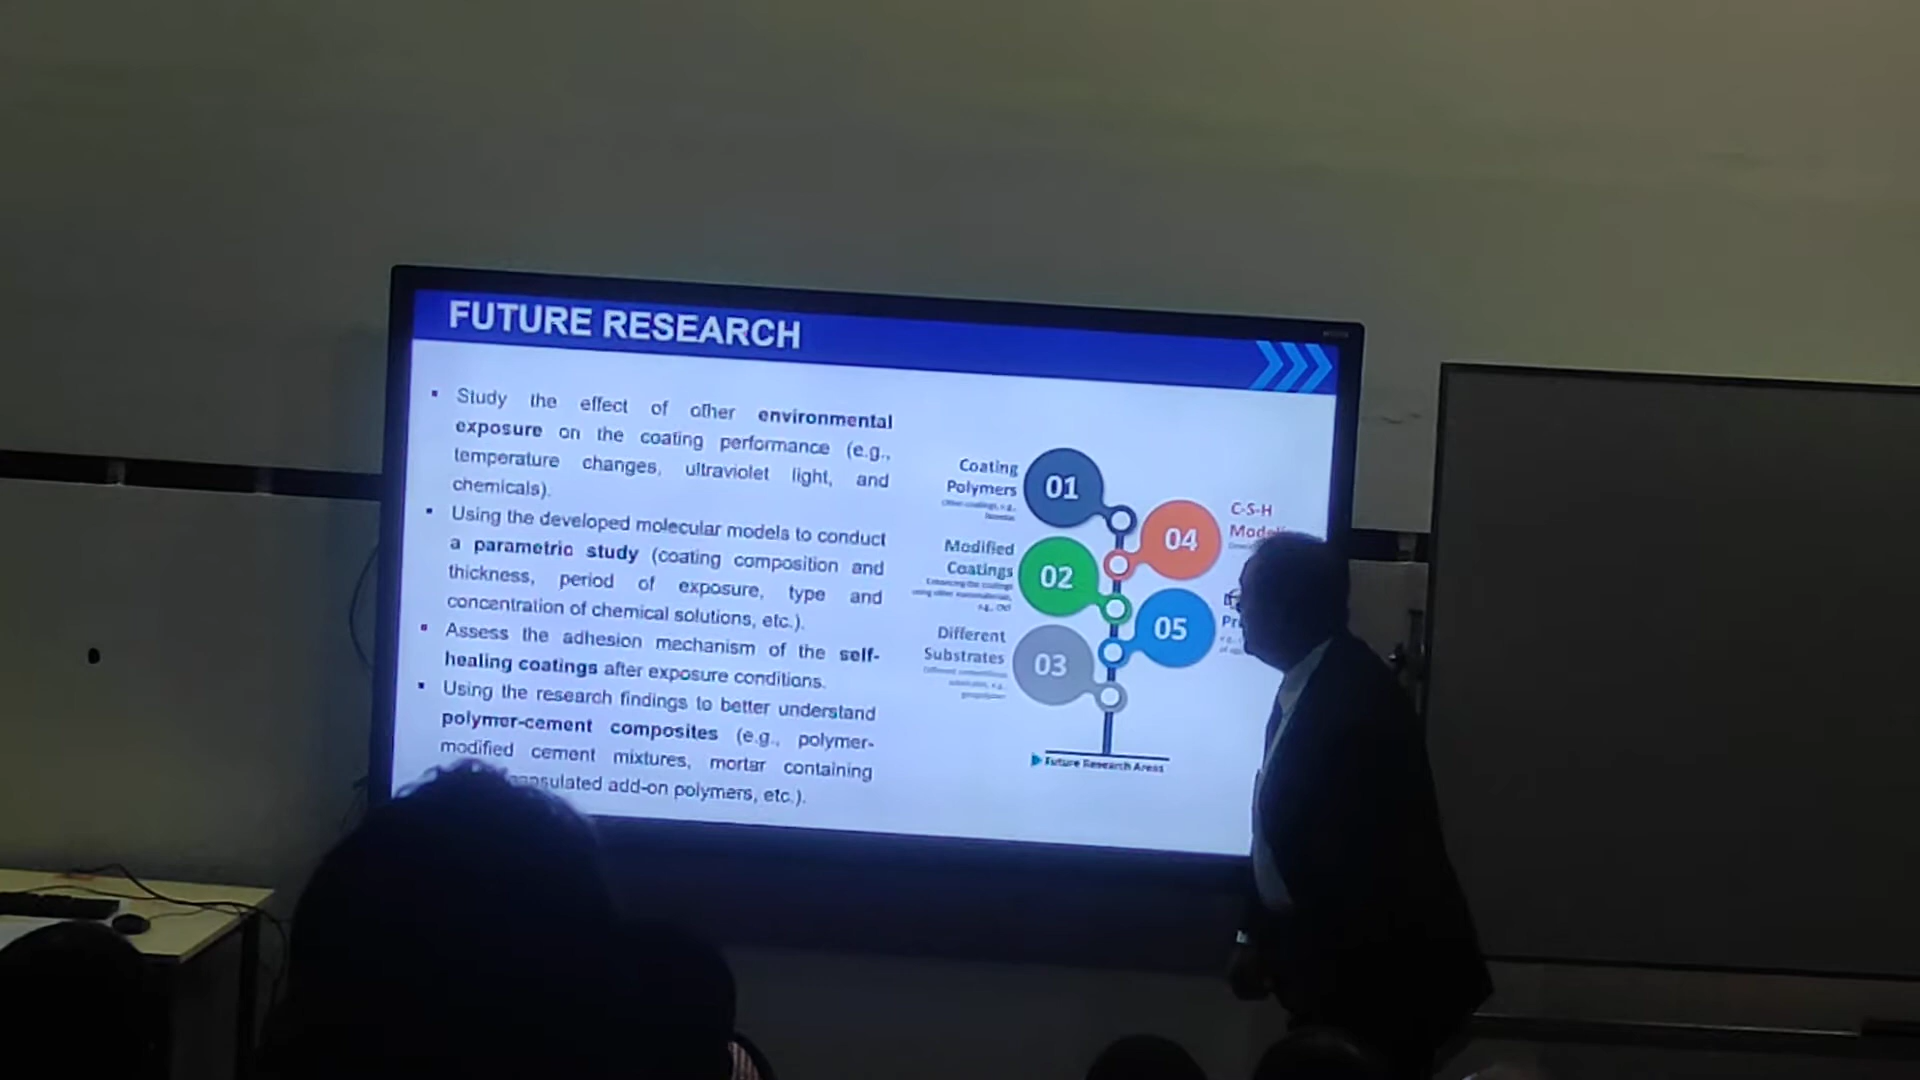 FUTURE RESEARCH
▪ Study the effect of other environmental
exposure on the coating performance (e.g.,
temperature changes, ultraviolet light, and
chemicals).
▪ Using the developed molecular models to conduct
a parametric study (coating composition and
thickness, period of exposure, type and
concentration of chemical solutions, etc.).
▪ Assess the adhesion mechanism of the self-
healing coatings after exposure conditions.
▪ Using the research findings to better understand
polymer-cement composites (e.g., polymer-
modified cement mixtures, mortar containing
add-on polymers, etc.).
Coating
Polymers
01
Modified
Coatings
02
Different
Substrates
03
04
C-S-H
05
Future Research Areas